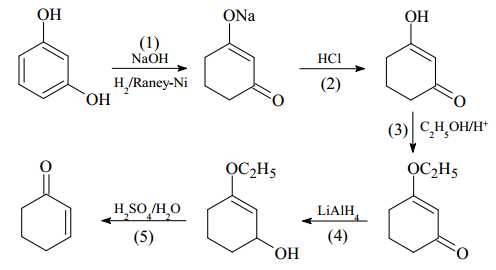 OH
OH
(1)
NaOH
H2/Raney-Ni
ONa
O
HCl
(2)
OH
O
(3) C2H5OH/H+
OC2H5
O
LiAlH4
(4)
OC2H5
OH
H2SO4/H2O
(5)
O